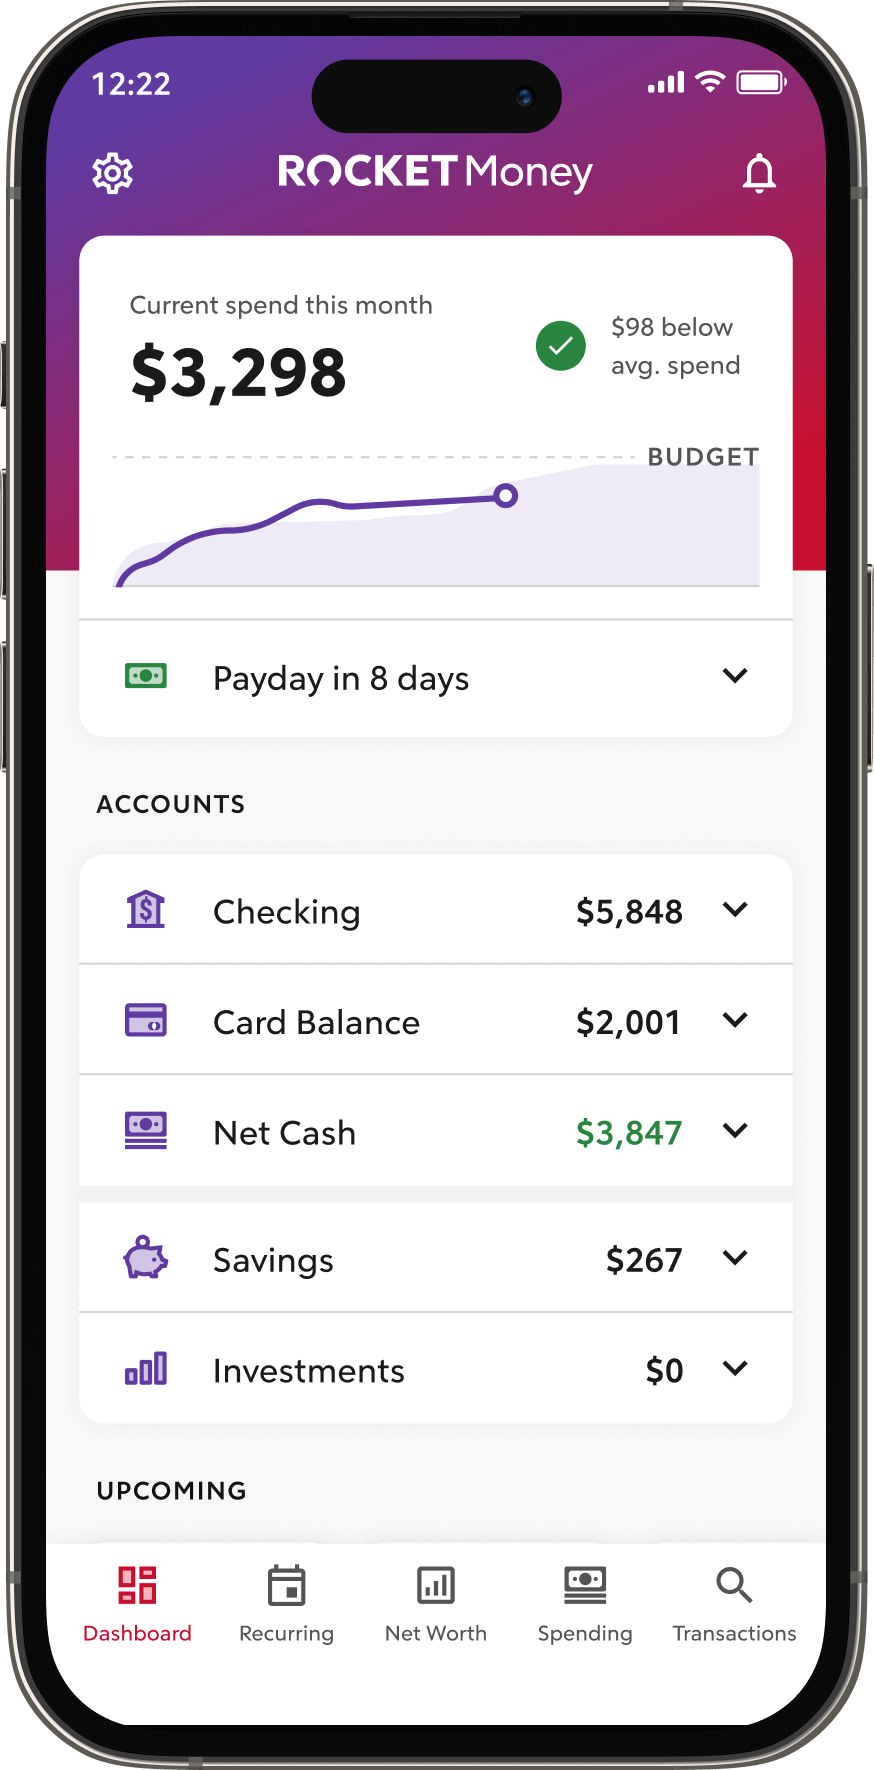 12:22
ROCKET Money
Current spend this month
$3,298
$98 below
avg. spend
BUDGET
Payday in 8 days
ACCOUNTS
$
Checking $5,848
Card Balance $2,001
Net Cash $3,847
Savings $267
Investments $0
UPCOMING
Dashboard Recurring Net Worth Spending Transactions